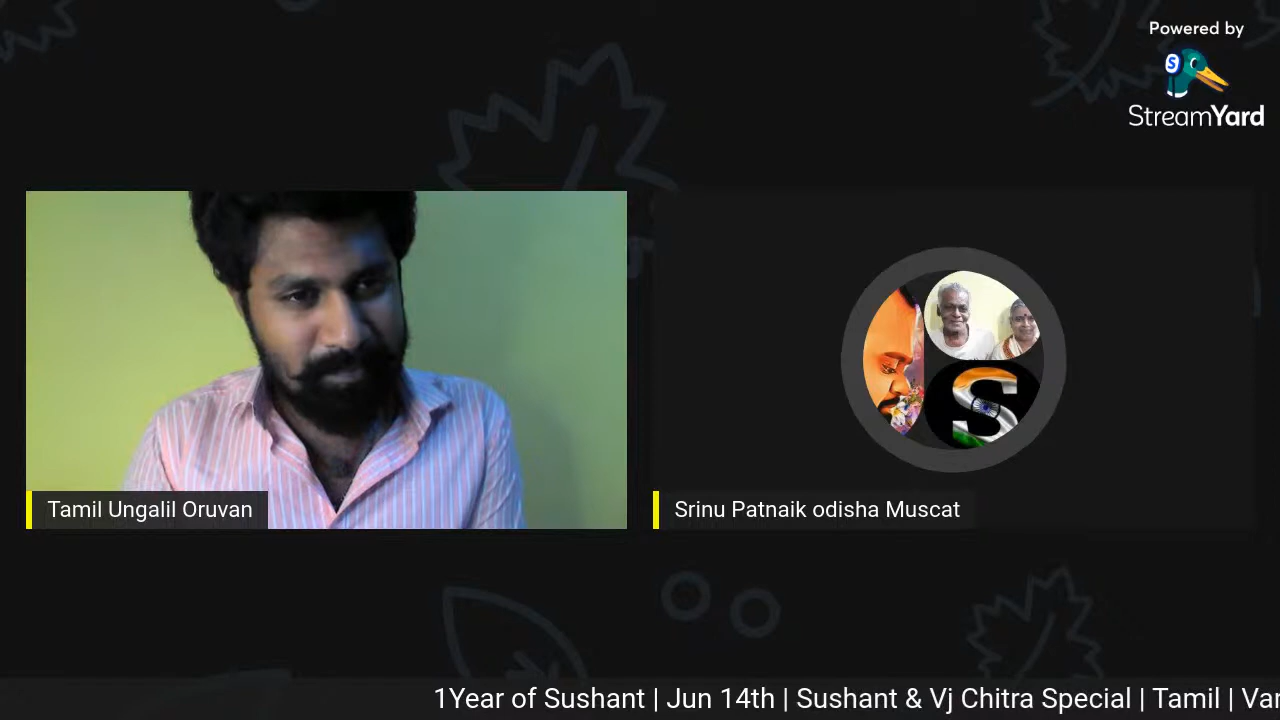 Powered by
S
StreamYard
S
Tamil Ungalil Oruvan
Srinu Patnaik odisha Muscat
1Year of Sushant | Jun 14th | Sushant & Vj Chitra Special | Tamil | Var